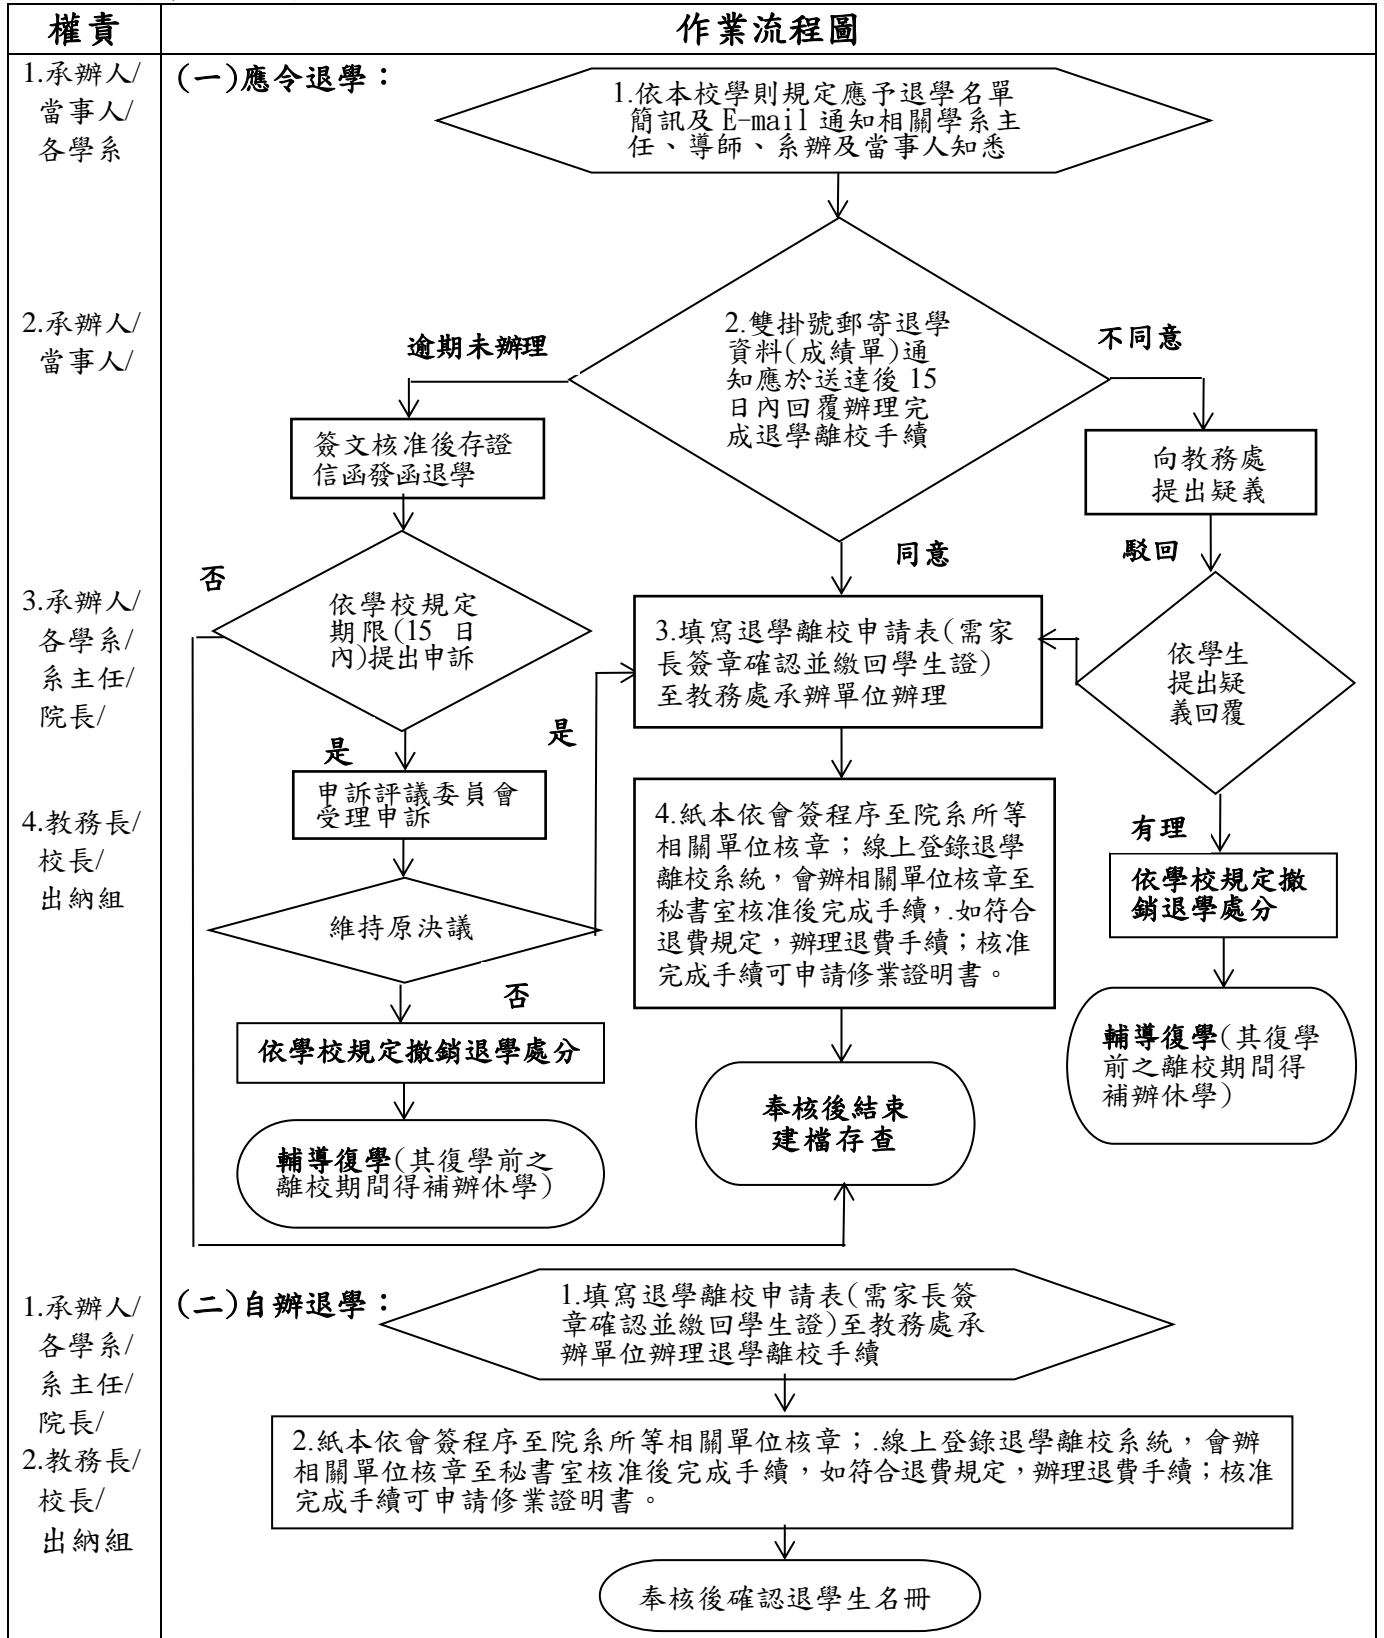 權責
作業流程圖
1.承辦人/
當事人/
各學系
(一)應令退學：
1.依本校學則規定應予退學名單
簡訊及 E-mail 通知相關學系主
任、導師、系辦及當事人知悉
2.承辦人/
當事人/
逾期未辦理
2.雙掛號郵寄退學
資料(成績單)通
知應於送達後 15
日內回覆辦理完
成退學離校手續
不同意
簽文核准後存證
信函發函退學
向教務處
提出疑義
同意
駁回
否
3.承辦人/
各學系/
系主任/
院長/
依學校規定
期限(15 日
內)提出申訴
3.填寫退學離校申請表(需家
長簽章確認並繳回學生證)
至教務處承辦單位辦理
依學生
提出疑
義回覆
是
是
申訴評議委員會
受理申訴
4.教務長/
校長/
出納組
4.紙本依會簽程序至院系所等
相關單位核章；線上登錄退學
離校系統，會辦相關單位核章至
秘書室核准後完成手續，.如符合
退費規定，辦理退費手續；核准
完成手續可申請修業證明書。
有理
依學校規定撤
銷退學處分
維持原決議
否
依學校規定撤銷退學處分
輔導復學(其復學
前之離校期間得
補辦休學)
奉核後結束
建檔存查
輔導復學(其復學前之
離校期間得補辦休學)
1.承辦人/
各學系/
系主任/
院長/
(二)自辦退學：
1.填寫退學離校申請表(需家長簽
章確認並繳回學生證)至教務處承
辦單位辦理退學離校手續
2.教務長/
校長/
出納組
2.紙本依會簽程序至院系所等相關單位核章；.線上登錄退學離校系統，會辦
相關單位核章至秘書室核准後完成手續，如符合退費規定，辦理退費手續；核准
完成手續可申請修業證明書。
奉核後確認退學生名冊